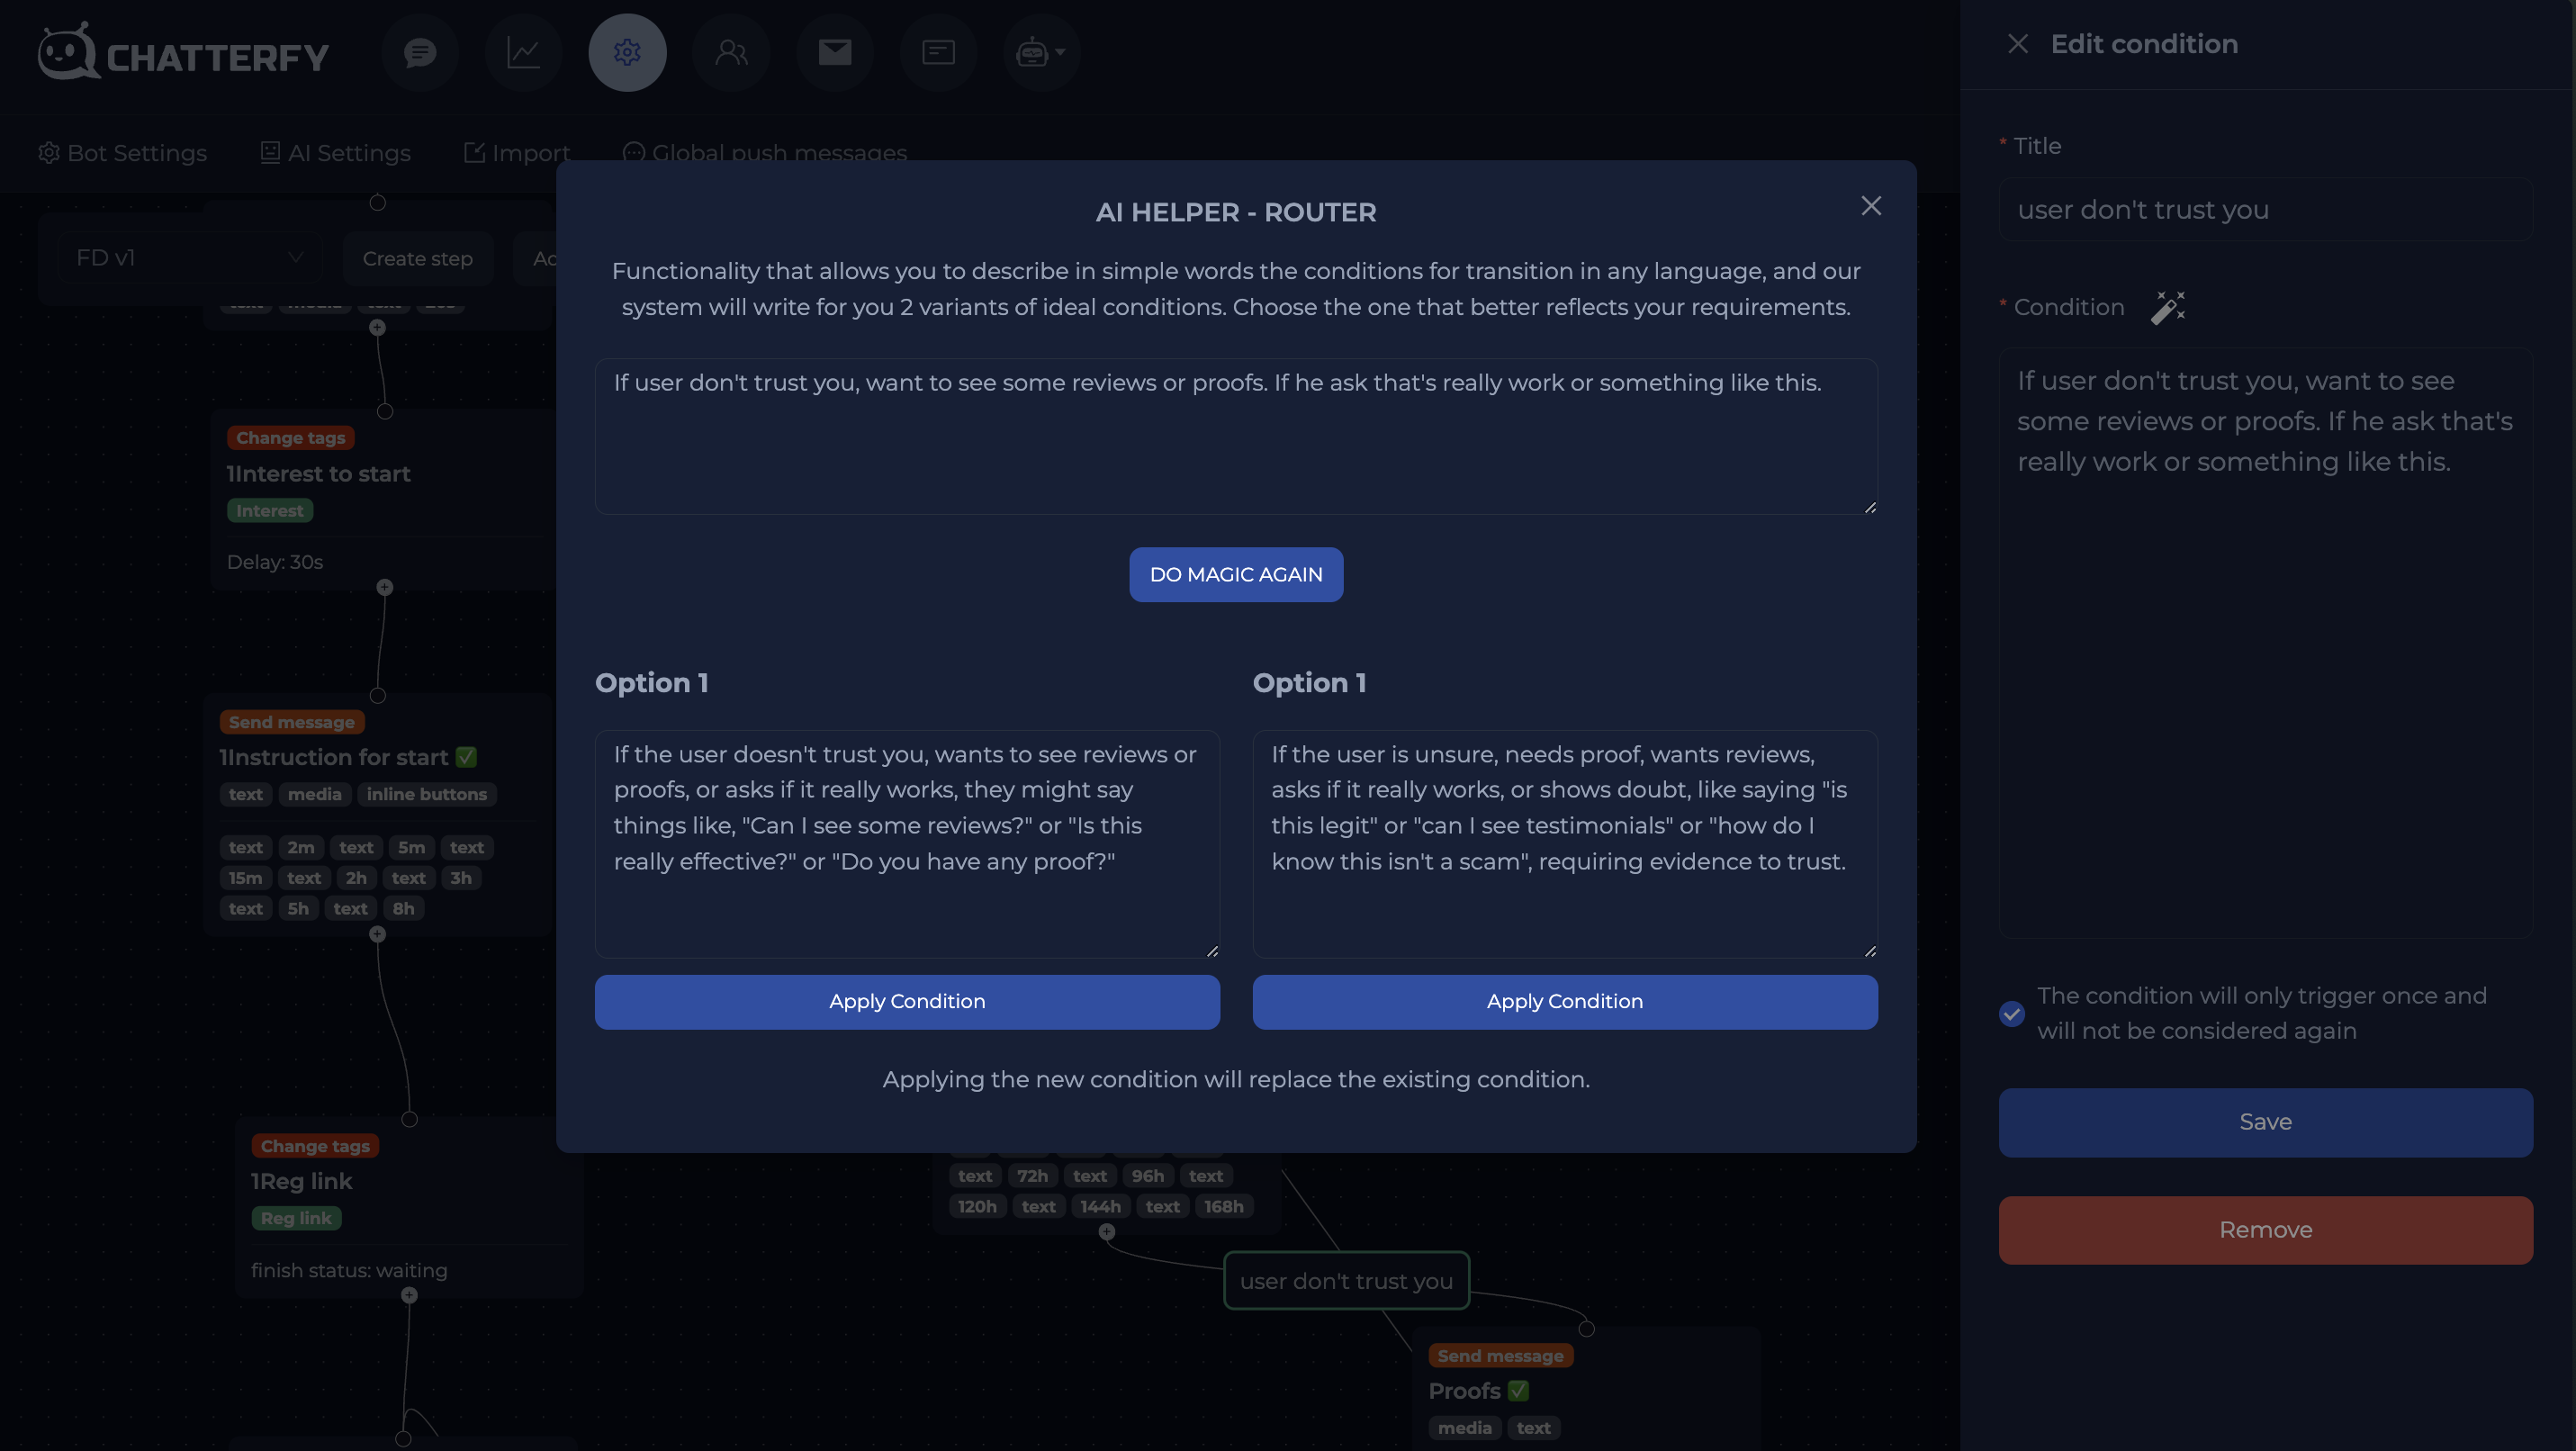 CHATTERFY
Bot Settings
AI Settings
Import
Global push messages
FD v1
Create step
Change tags
1Interest to start
Interest
Delay: 30s
Send message
1Instruction for start
text media inline buttons
text 2m text 5m text
15m text 2h text 3h
text 5h text 8h
Change tags
1Reg link
Reg link
finish status: waiting
AI HELPER - ROUTER
Functionality that allows you to describe in simple words the conditions for transition in any language, and our
system will write for you 2 variants of ideal conditions. Choose the one that better reflects your requirements.
If user don't trust you, want to see some reviews or proofs. If he ask that's really work or something like this.
DO MAGIC AGAIN
Option 1
If the user doesn't trust you, wants to see reviews or
proofs, or asks if it really works, they might say
things like, "Can I see some reviews?" or "Is this
really effective?" or "Do you have any proof?"
Apply Condition
Option 1
If the user is unsure, needs proof, wants reviews,
asks if it really works, or shows doubt, like saying "is
this legit" or "can I see testimonials" or "how do I
know this isn't a scam", requiring evidence to trust.
Apply Condition
Applying the new condition will replace the existing condition.
text 72h text 96h text
120h text 144h text 168h
user don't trust you
Send message
Proofs
media text
Edit condition
* Title
user don't trust you
* Condition
If user don't trust you, want to see
some reviews or proofs. If he ask that's
really work or something like this.
The condition will only trigger once and
will not be considered again
Save
Remove